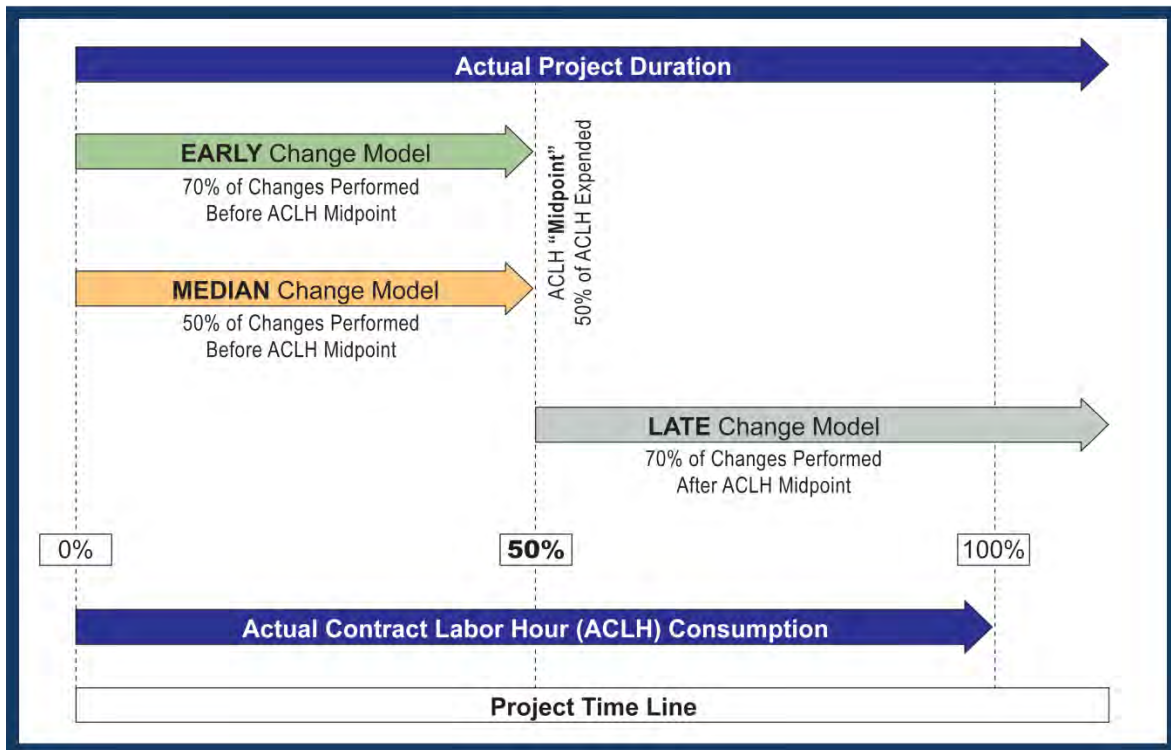 Actual Project Duration
EARLY Change Model
70% of Changes Performed
Before ACLH Midpoint
ACLH “Midpoint”
50% of ACLH Expended
MEDIAN Change Model
50% of Changes Performed
Before ACLH Midpoint
LATE Change Model
70% of Changes Performed
After ACLH Midpoint
0%
50%
100%
Actual Contract Labor Hour (ACLH) Consumption
Project Time Line